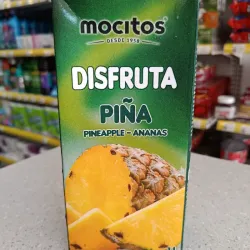 mocitos
DESDE 1958
DISFRUTA
PIÑA
PINEAPPLE - ANANAS